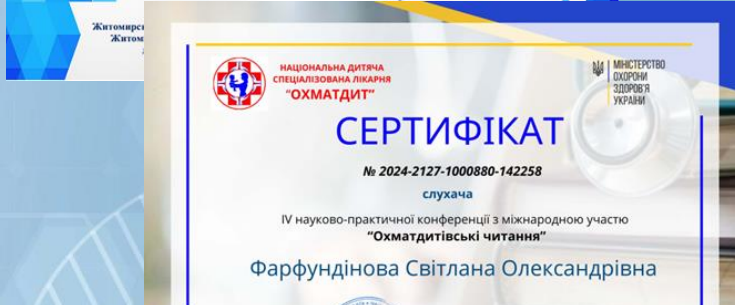 Житомирс
Житом
НАЦІОНАЛЬНА ДИТЯЧА
СПЕЦІАЛІЗОВАНА ЛІКАРНЯ
“ОХМАТДИТ”
МІНІСТЕРСТВО
ОХОРОНИ
ЗДОРОВ'Я
УКРАЇНИ
СЕРТИФІКАТ
№ 2024-2127-1000880-142258
слухача
IV науково-практичної конференції з міжнародною участю
“Охматдитівські читання”
Фарфундінова Світлана Олександрівна